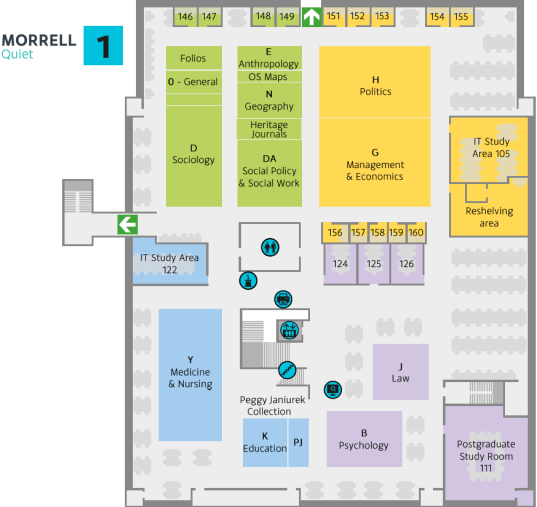 MORRELL
Quiet
1
146 147 148 149 151 152 153 154 155
Folios
0 - General
D
Sociology
E
Anthropology
OS Maps
N
Geography
Heritage
Journals
DA
Social Policy
& Social Work
H
Politics
G
Management
& Economics
IT Study
Area 105
Reshelving
area
156 157 158 159 160
124 125 126
IT Study Area
122
Y
Medicine
& Nursing
J
Law
Peggy Janiurek
Collection
K
Education
PJ
B
Psychology
Postgraduate
Study Room
111